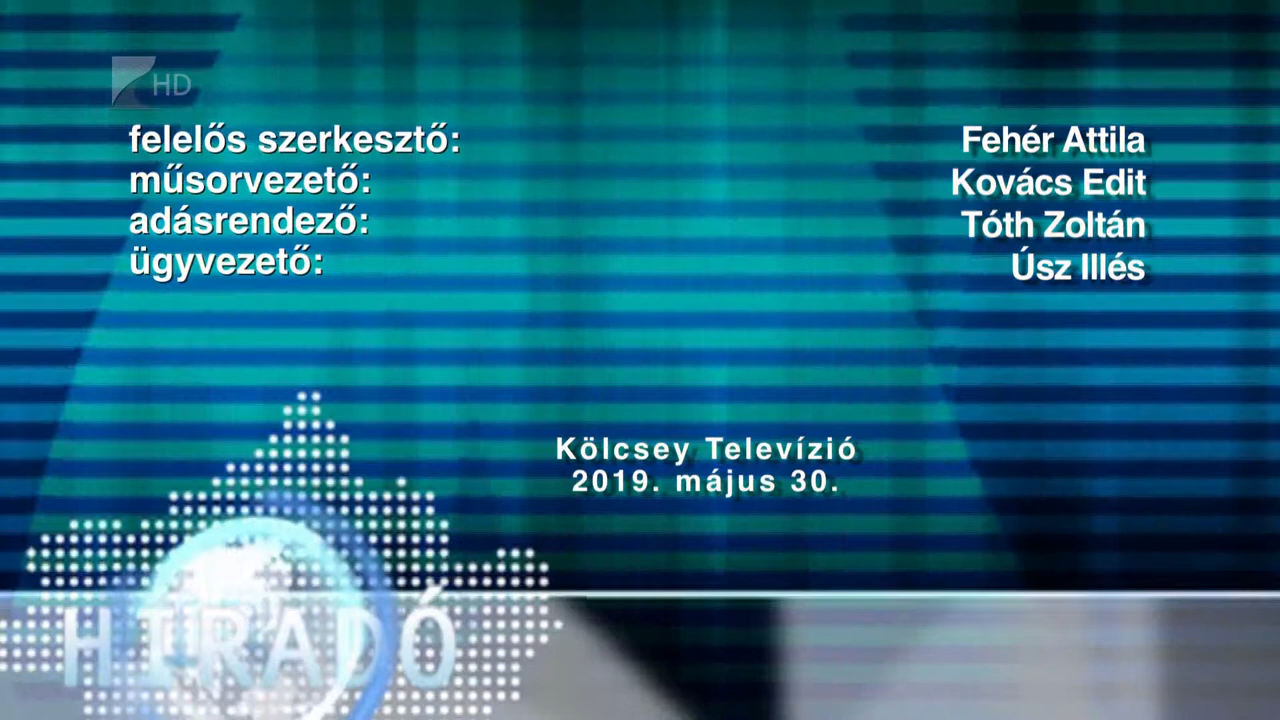 HD
felelős szerkesztő: Fehér Attila
műsorvezető: Kovács Edit
adásrendező: Tóth Zoltán
ügyvezető: Úsz Illés
Kölcsey Televízió
2019. május 30.
HIRADÓ